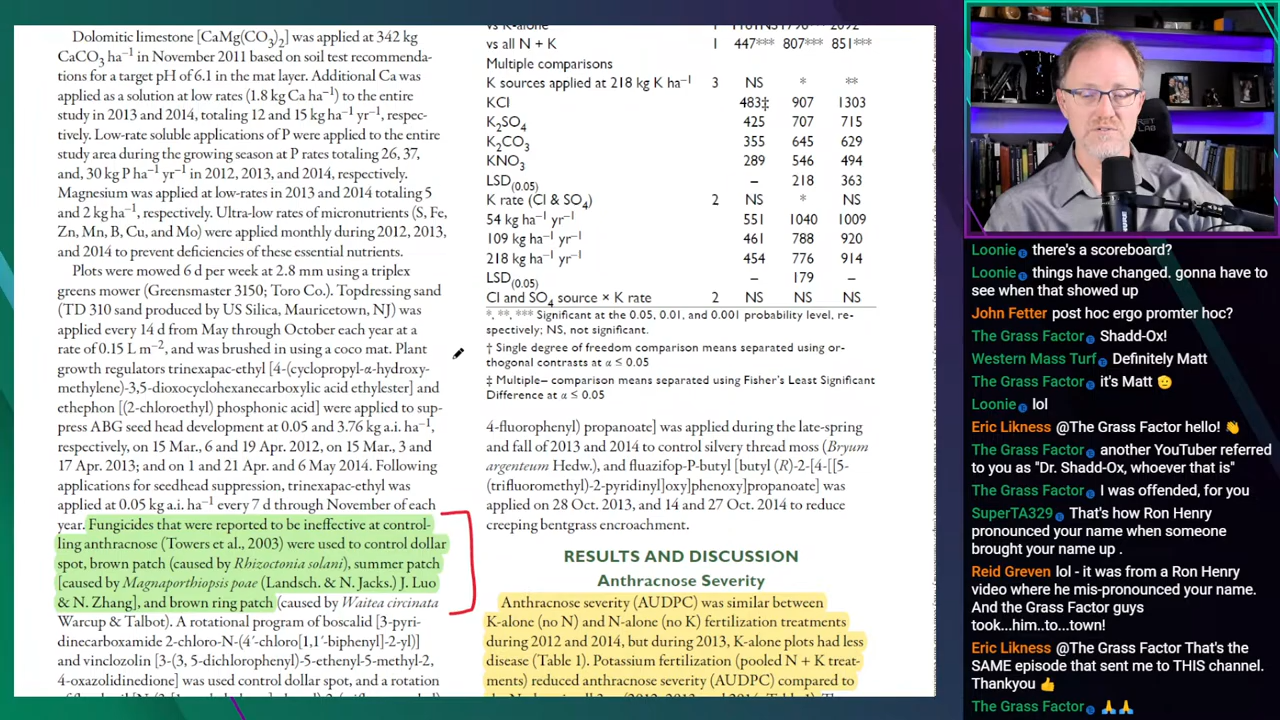 Dolomitic limestone [CaMg(CO3)2] was applied at 342 kg
CaCO3 ha−1 in November 2011 based on soil test recommenda-
tions for a target pH of 6.1 in the mat layer. Additional Ca was
applied as a solution at low rates (1.8 kg Ca ha−1) to the entire
study in 2013 and 2014, totaling 12 and 15 kg ha−1 yr−1, respec-
tively. Low-rate soluble applications of P were applied to the entire
study area during the growing season at P rates totaling 26, 37,
and, 30 kg P ha−1 yr−1 in 2012, 2013, and 2014, respectively.
Magnesium was applied at low-rates in 2013 and 2014 totaling 5
and 2 kg ha−1, respectively. Ultra-low rates of micronutrients (S, Fe,
Zn, Mn, B, Cu, and Mo) were applied monthly during 2012, 2013,
and 2014 to prevent deficiencies of these essential nutrients.
Plots were mowed 6 d per week at 2.8 mm using a triplex
greens mower (Greensmaster 3150; Toro Co.). Topdressing sand
(TD 310 sand produced by US Silica, Mauricetown, NJ) was
applied every 14 d from May through October each year at a
rate of 0.15 L m−2, and was brushed in using a coco mat. Plant
growth regulators trinexapac-ethyl [4-(cyclopropyl-α-hydroxy-
methylene)-3,5-dioxocyclohexanecarboxylic acid ethylester] and
ethephon [(2-chloroethyl) phosphonic acid] were applied to sup-
press ABG seed head development at 0.05 and 3.76 kg a.i. ha−1,
respectively, on 15 Mar., 6 and 19 Apr. 2012, on 15 Mar., 3 and
17 Apr. 2013; and on 1 and 21 Apr. and 6 May 2014. Following
applications for seedhead suppression, trinexapac-ethyl was
applied at 0.05 kg a.i. ha−1 every 7 d through November of each
year. Fungicides that were reported to be ineffective at control-
ling anthracnose (Towers et al., 2003) were used to control dollar
spot, brown patch (caused by Rhizoctonia solani), summer patch
[caused by Magnaporthiopsis poae (Landsch. & N. Jacks.) J. Luo
& N. Zhang], and brown ring patch (caused by Waitea circinata
Warcup & Talbot). A rotational program of boscalid [3-pyri-
dinecarboxamide 2-chloro-N-(4′-chloro[1,1′-biphenyl]-2-yl)]
and vinclozolin [3-(3, 5-dichlorophenyl)-5-ethenyl-5-methyl-2,
4-oxazolidinedione] was used control dollar spot, and a rotation
vs all N + K 1 447*** 807*** 851***
Multiple comparisons
K sources applied at 218 kg K ha−1 3 NS * **
KCl 483‡ 907 1303
K2SO4 425 707 715
K2CO3 355 645 629
KNO3 289 546 494
LSD(0.05) – 218 363
K rate (Cl & SO4) 2 NS * NS
54 kg ha−1 yr−1 551 1040 1009
109 kg ha−1 yr−1 461 788 920
218 kg ha−1 yr−1 454 776 914
LSD(0.05) – 179 –
Cl and SO4 source × K rate 2 NS NS NS
*, **, *** Significant at the 0.05, 0.01, and 0.001 probability level, re-
spectively; NS, not significant.
† Single degree of freedom comparison means separated using or-
thogonal contrasts at α ≤ 0.05
‡ Multiple– comparison means separated using Fisher's Least Significant
Difference at α ≤ 0.05
4-fluorophenyl) propanoate] was applied during the late-spring
and fall of 2013 and 2014 to control silvery thread moss (Bryum
argenteum Hedw.), and fluazifop-P-butyl [butyl (R)-2-[4-[[5-
(trifluoromethyl)-2-pyridinyl]oxy]phenoxy]propanoate] was
applied on 28 Oct. 2013, and 14 and 27 Oct. 2014 to reduce
creeping bentgrass encroachment.
RESULTS AND DISCUSSION
Anthracnose Severity
Anthracnose severity (AUDPC) was similar between
K-alone (no N) and N-alone (no K) fertilization treatments
during 2012 and 2014, but during 2013, K-alone plots had less
disease (Table 1). Potassium fertilization (pooled N + K treat-
ments) reduced anthracnose severity (AUDPC) compared to
Loonie there's a scoreboard?
Loonie things have changed. gonna have to
see when that showed up
John Fetter post hoc ergo promter hoc?
The Grass Factor Shadd-Ox!
Western Mass Turf Definitely Matt
The Grass Factor it's Matt
Loonie lol
Eric Likness @The Grass Factor hello!
The Grass Factor another YouTuber referred
to you as "Dr. Shadd-Ox, whoever that is"
The Grass Factor I was offended, for you
SuperTA329 That's how Ron Henry
pronounced your name when someone
brought your name up .
Reid Greven lol - it was from a Ron Henry
video where he mis-pronounced your name.
And the Grass Factor guys
took...him..to...town!
Eric Likness @The Grass Factor That's the
SAME episode that sent me to THIS channel.
Thankyou
The Grass Factor